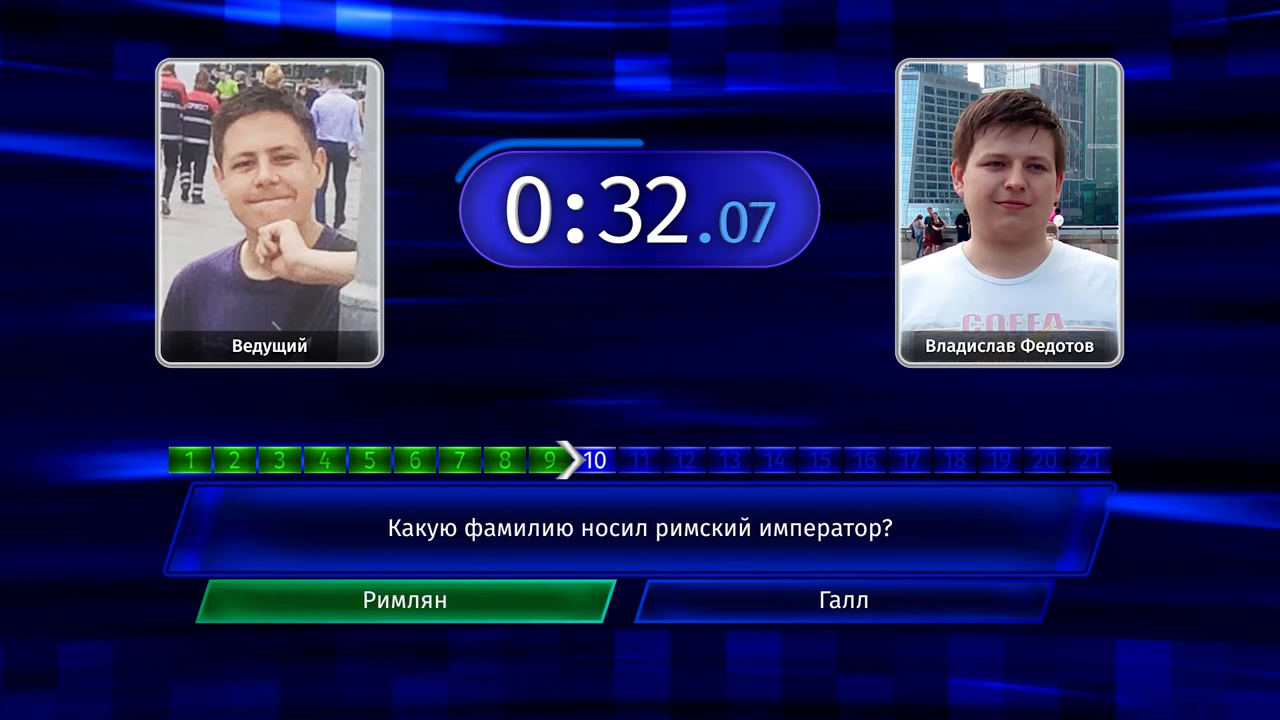 Ведущий
0:32.07
COFFA
Владислав Федотов
1 2 3 4 5 6 7 8 9 10 11 12 13 14 15 16 17 18 19 20 21
Какую фамилию носил римский император?
Римлян
Галл